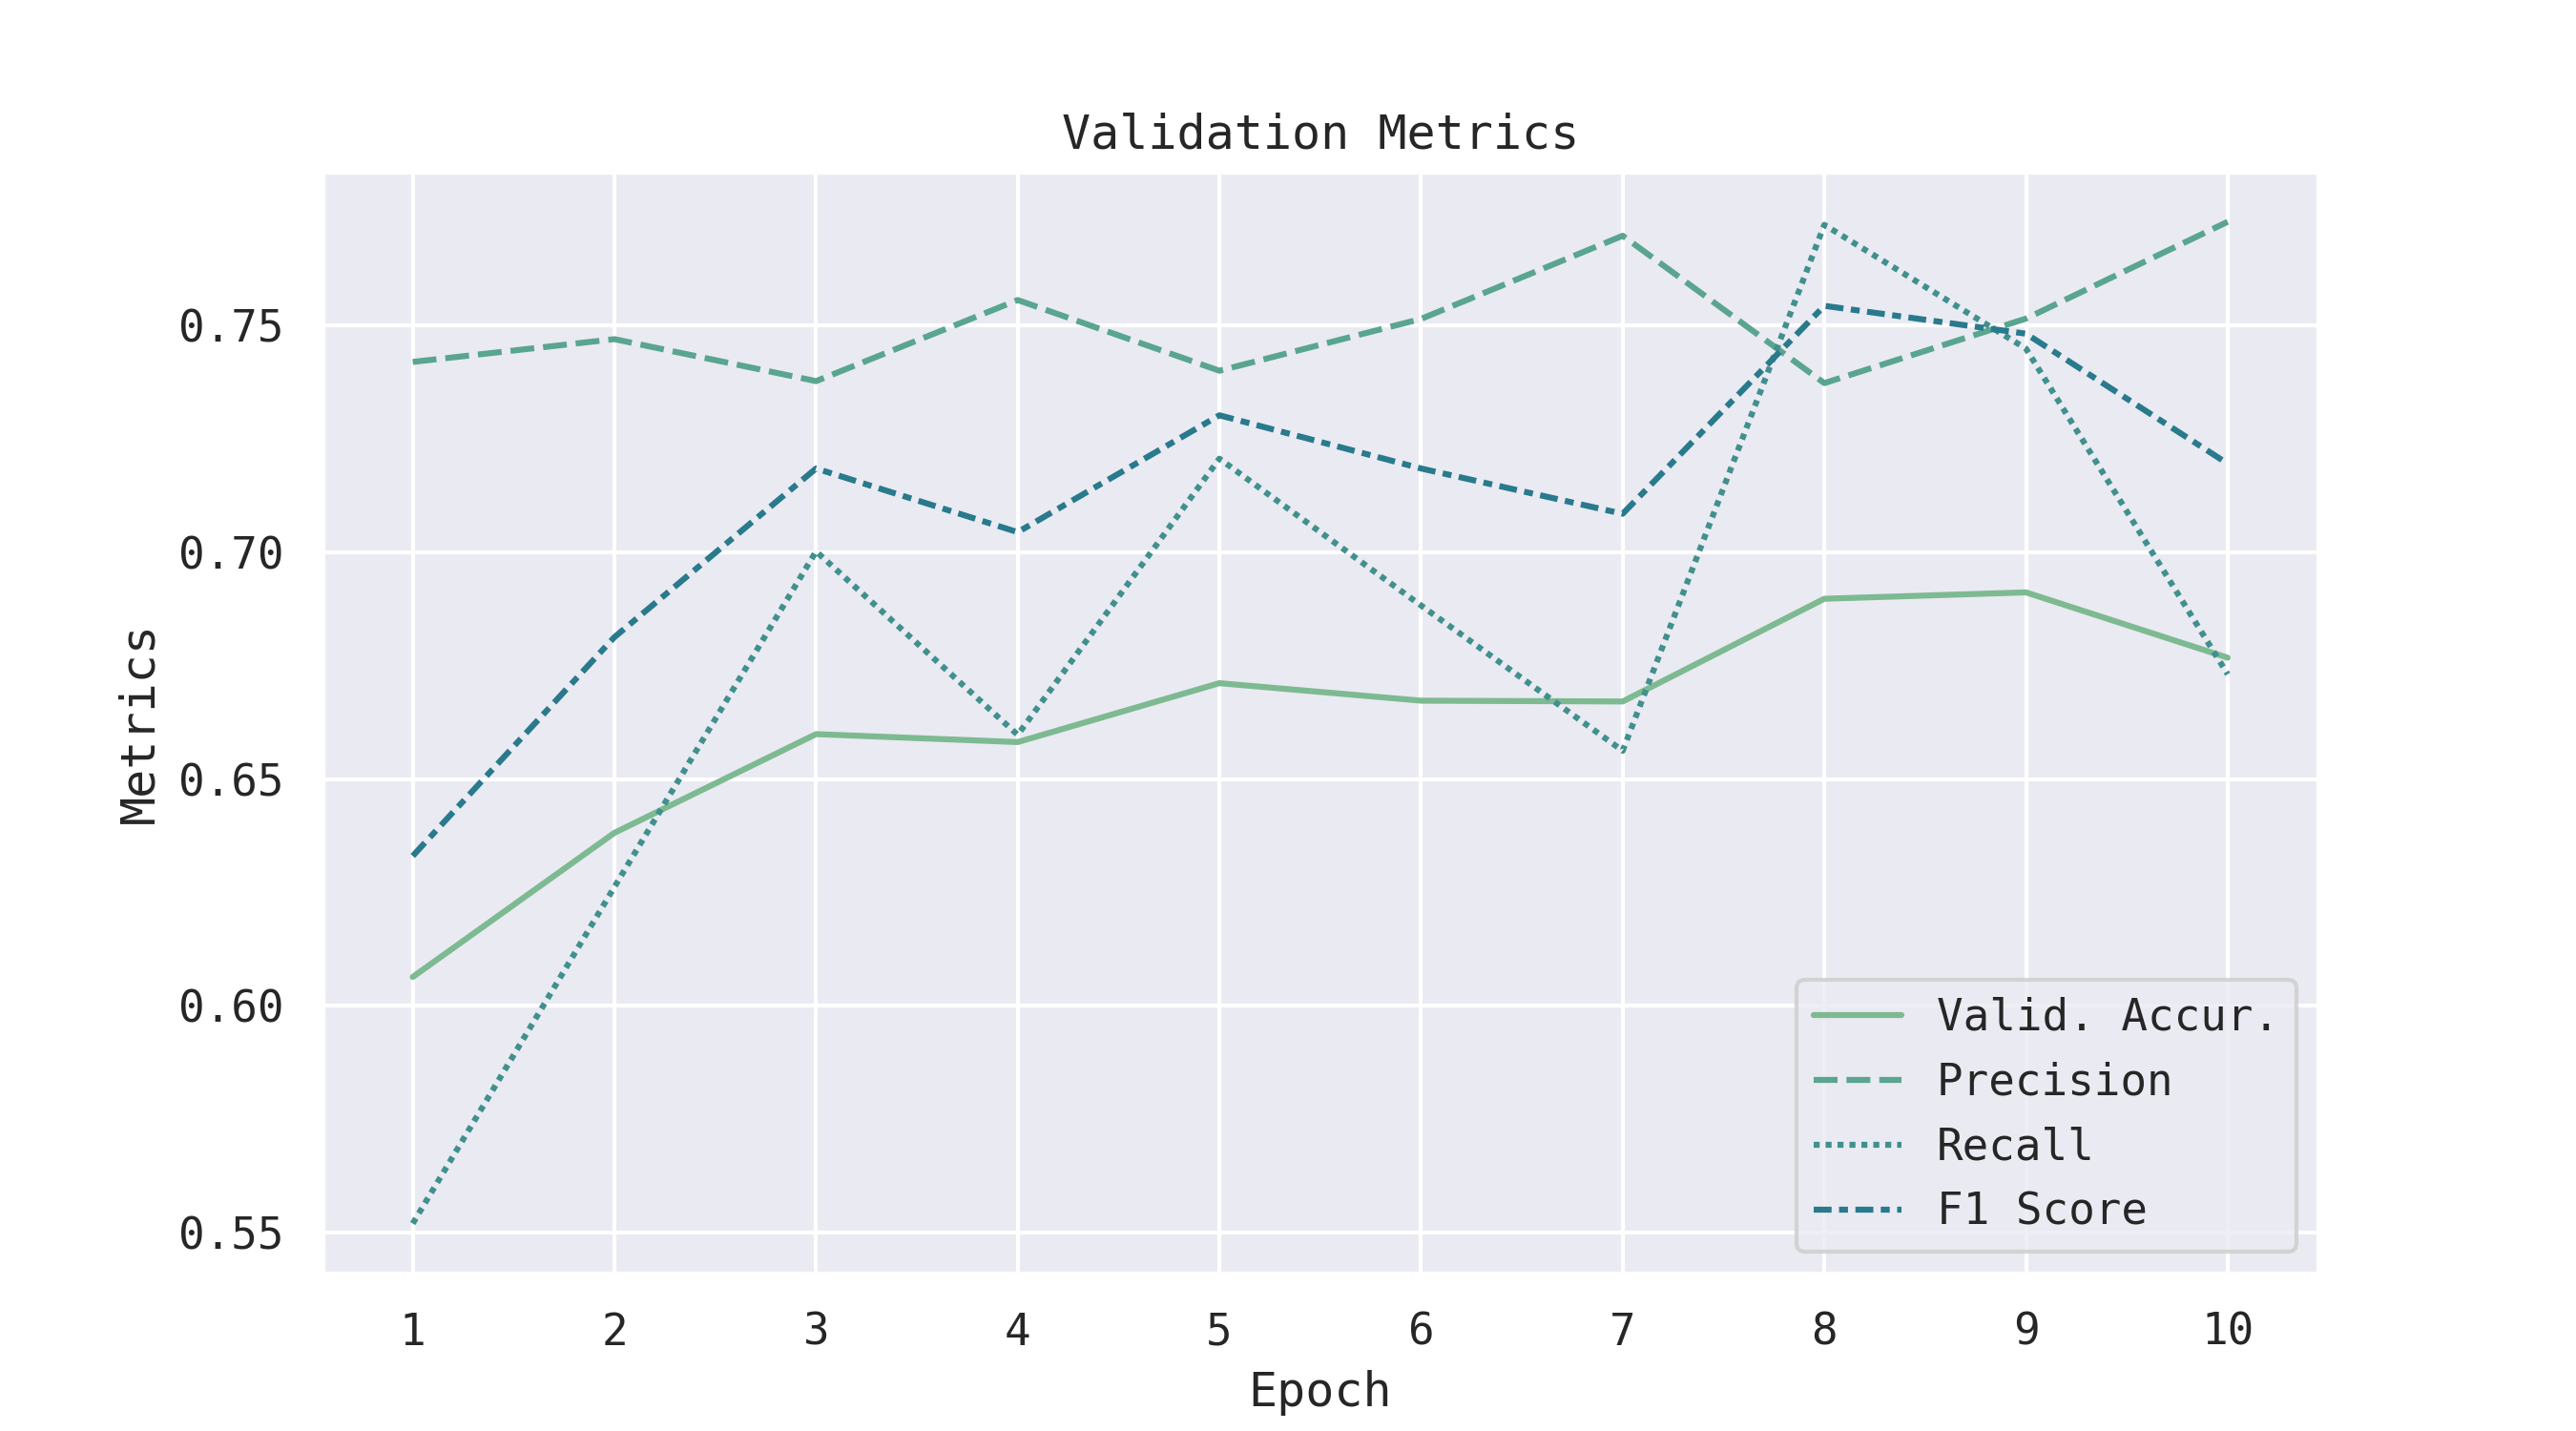 Validation Metrics
Metrics
0.75
0.70
0.65
0.60
0.55
Valid. Accur.
Precision
Recall
F1 Score
1 2 3 4 5 6 7 8 9 10
Epoch